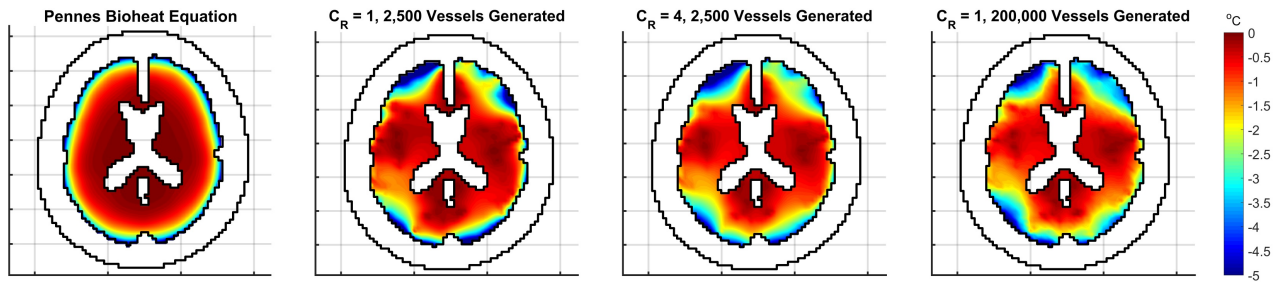 Pennes Bioheat Equation
C_R = 1, 2,500 Vessels Generated
C_R = 4, 2,500 Vessels Generated
C_R = 1, 200,000 Vessels Generated
°C
0
-0.5
-1
-1.5
-2
-2.5
-3
-3.5
-4
-4.5
-5